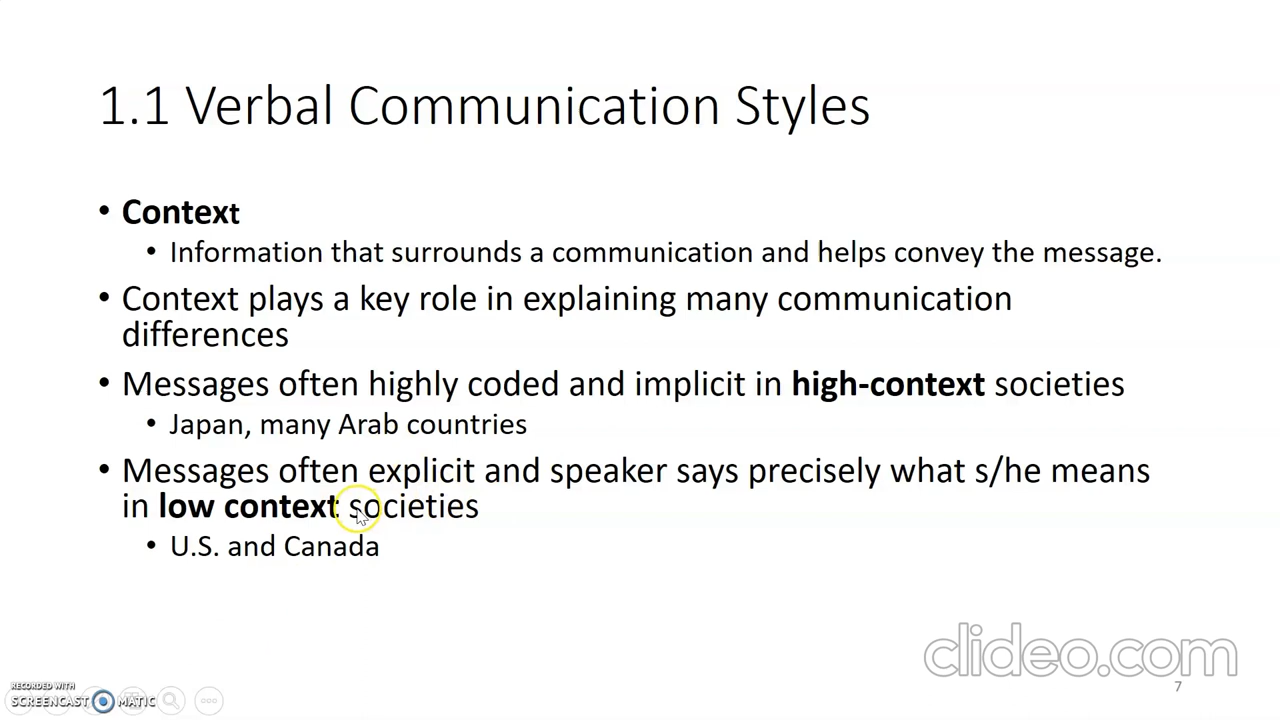 1.1 Verbal Communication Styles
• Context
• Information that surrounds a communication and helps convey the message.
• Context plays a key role in explaining many communication
differences
• Messages often highly coded and implicit in high-context societies
• Japan, many Arab countries
• Messages often explicit and speaker says precisely what s/he means
in low context societies
• U.S. and Canada
clideo.com
7
RECORDED WITH
SCREENCAST MATIC